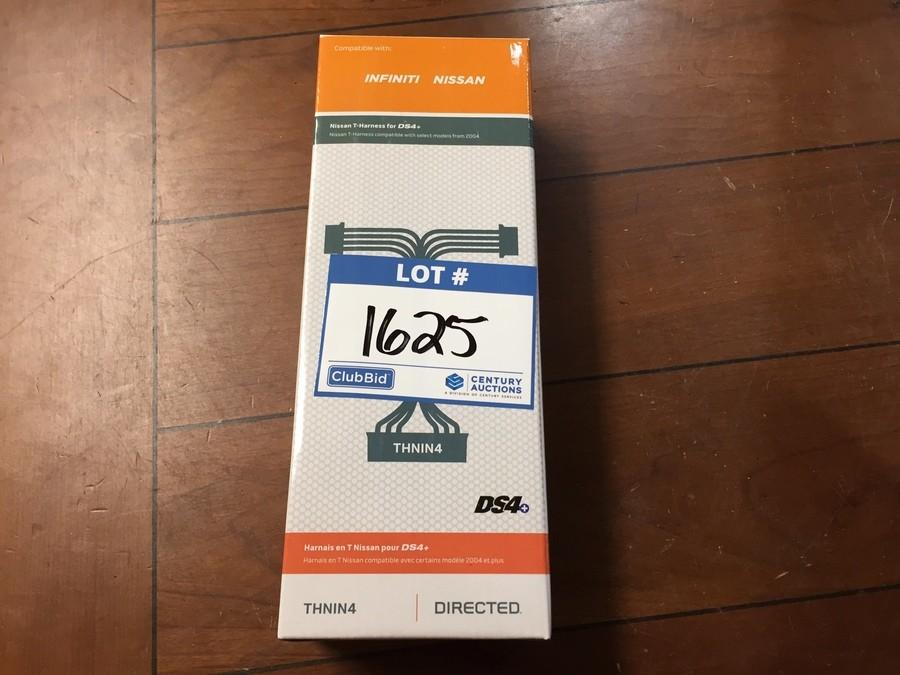 Compatible with:
INFINITI NISSAN
Nissan T-Harness for DS4+
Nissan T-Harness compatible with select models from 2004
LOT #
1625
ClubBid
CENTURY
AUCTIONS
A DIVISION OF CENTURY SERVICES
THNIN4
DS4+
Harnais en T Nissan pour DS4+
Harnais en T Nissan compatible avec certains modèle 2004 et plus
THNIN4 DIRECTED